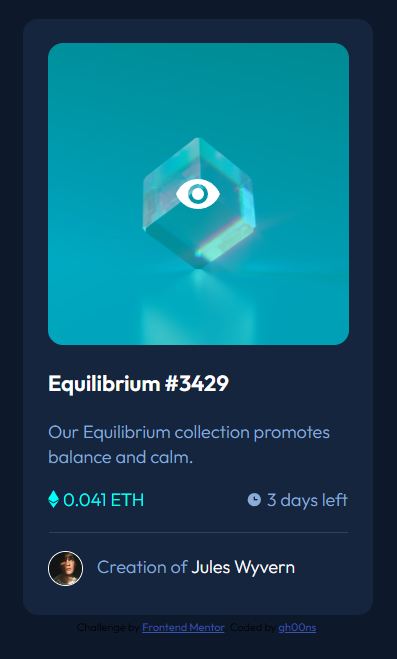 Equilibrium #3429
Our Equilibrium collection promotes
balance and calm.
0.041 ETH 3 days left
Creation of Jules Wyvern
Challenge by Frontend Mentor. Coded by gh00ns